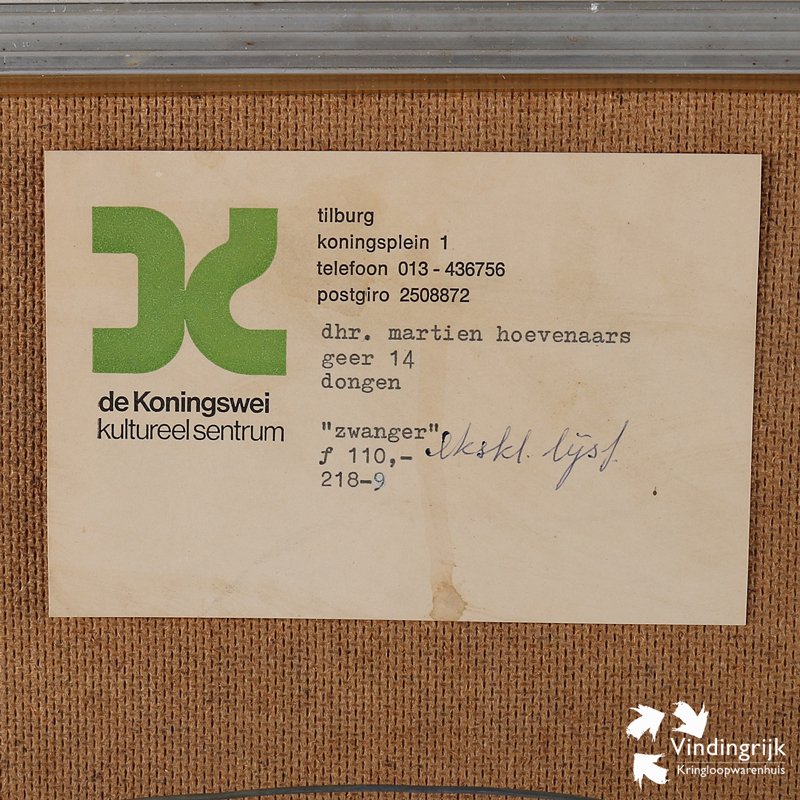 tilburg
koningsplein 1
telefoon 013-436756
postgiro 2508872
de Koningswei
kultureel sentrum
dhr. martien hoevenaars
geer 14
dongen
"zwanger"
f 110,- ekskl. lijst
218-9
Vindingrijk
Kringloopwarenhuis